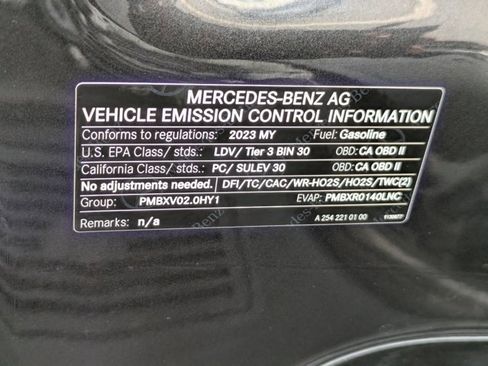 MERCEDES-BENZ AG
VEHICLE EMISSION CONTROL INFORMATION
Conforms to regulations: 2023 MY Fuel: Gasoline
U.S. EPA Class/ stds.: LDV/ Tier 3 BIN 30 OBD: CA OBD II
California Class/ stds.: PC/ SULEV 30 OBD: CA OBD II
No adjustments needed. DFI/TC/CAC/WR-HO2S/HO2S/TWC(2)
Group: PMBXV02.0HY1 EVAP: PMBXR0140LNC
Remarks: n/a A 254 221 01 00